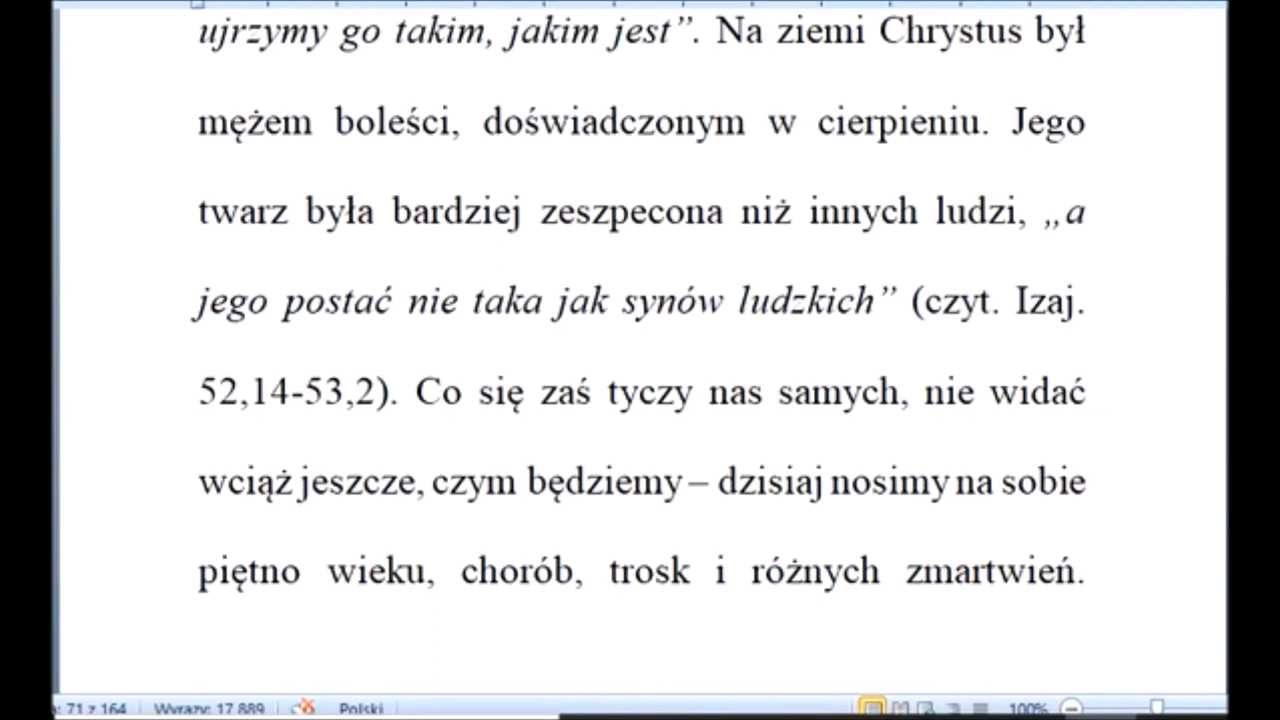 ujrzymy go takim, jakim jest”. Na ziemi Chrystus był
mężem boleści, doświadczonym w cierpieniu. Jego
twarz była bardziej zeszpecona niż innych ludzi, „a
jego postać nie taka jak synów ludzkich” (czyt. Izaj.
52,14-53,2). Co się zaś tyczy nas samych, nie widać
wciąż jeszcze, czym będziemy – dzisiaj nosimy na sobie
piętno wieku, chorób, trosk i różnych zmartwień.
71 z 164 Wyrazy: 17 889 Polski 100%